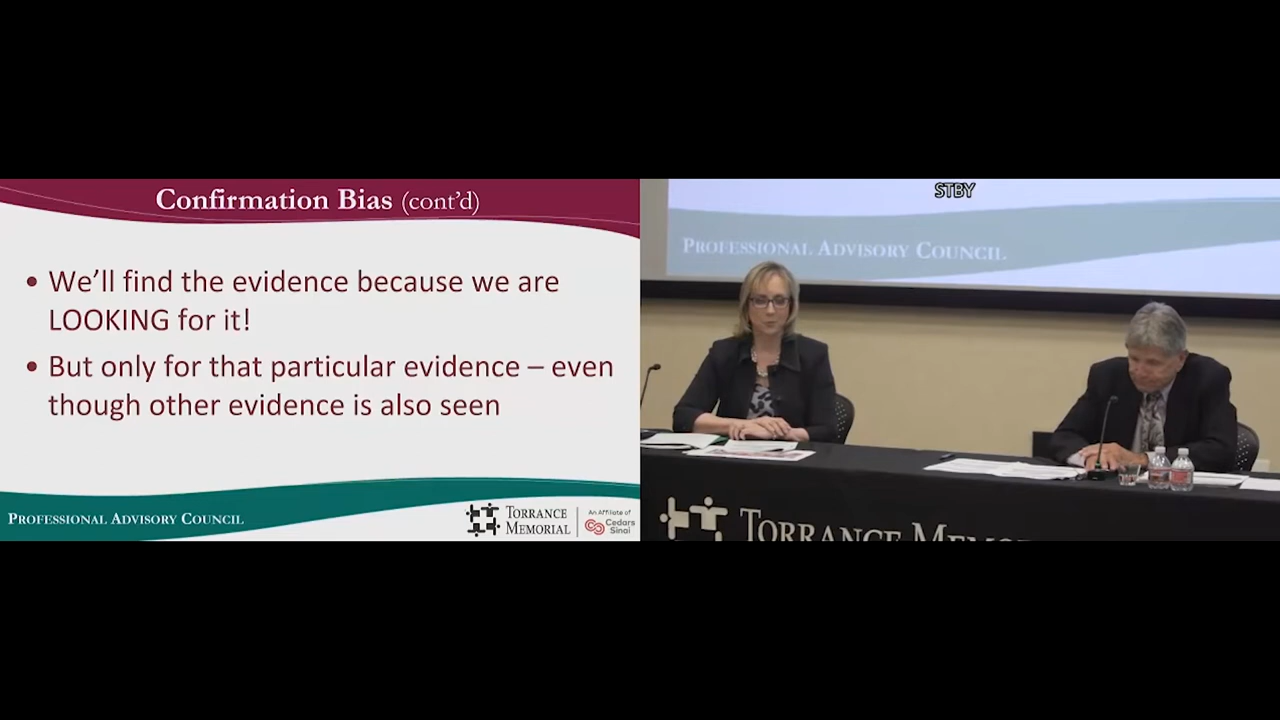 Confirmation Bias (cont’d)
• We’ll find the evidence because we are
LOOKING for it!
• But only for that particular evidence – even
though other evidence is also seen
PROFESSIONAL ADVISORY COUNCIL
TORRANCE
MEMORIAL
An Affiliate of
Cedars
Sinai
STBY
PROFESSIONAL ADVISORY COUNCIL
TORRANCE MEMO